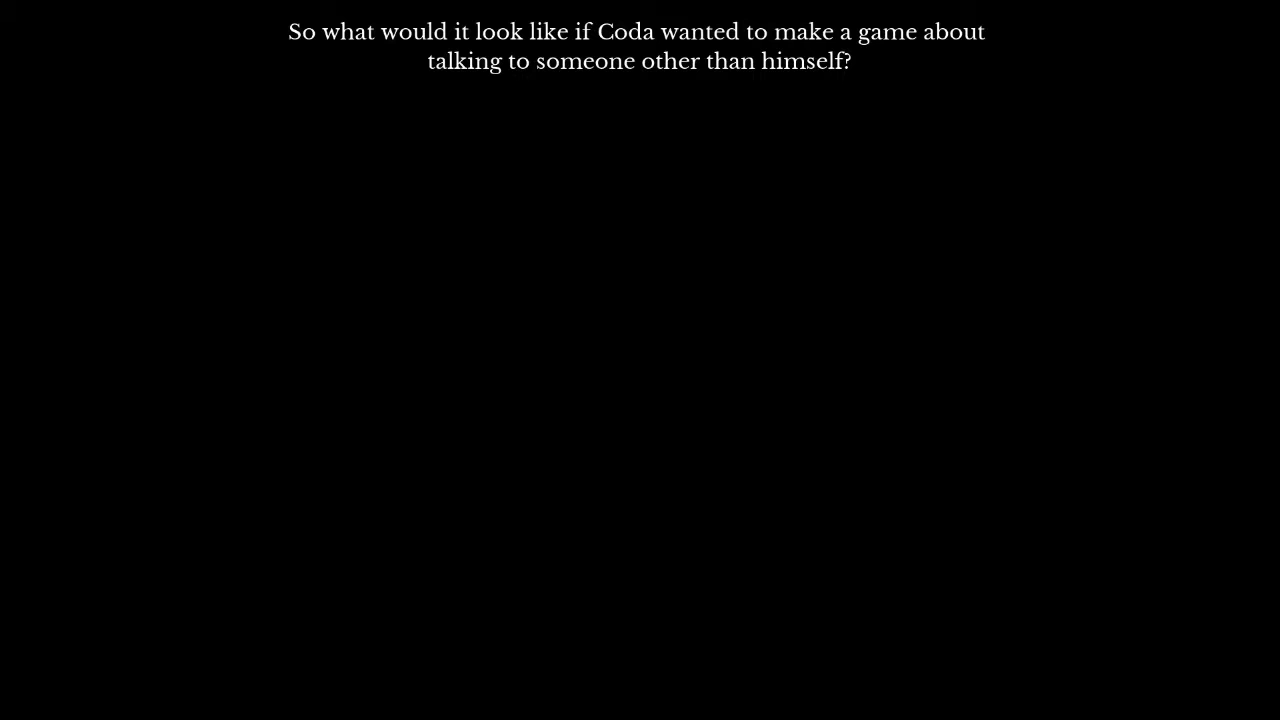 So what would it look like if Coda wanted to make a game about
talking to someone other than himself?